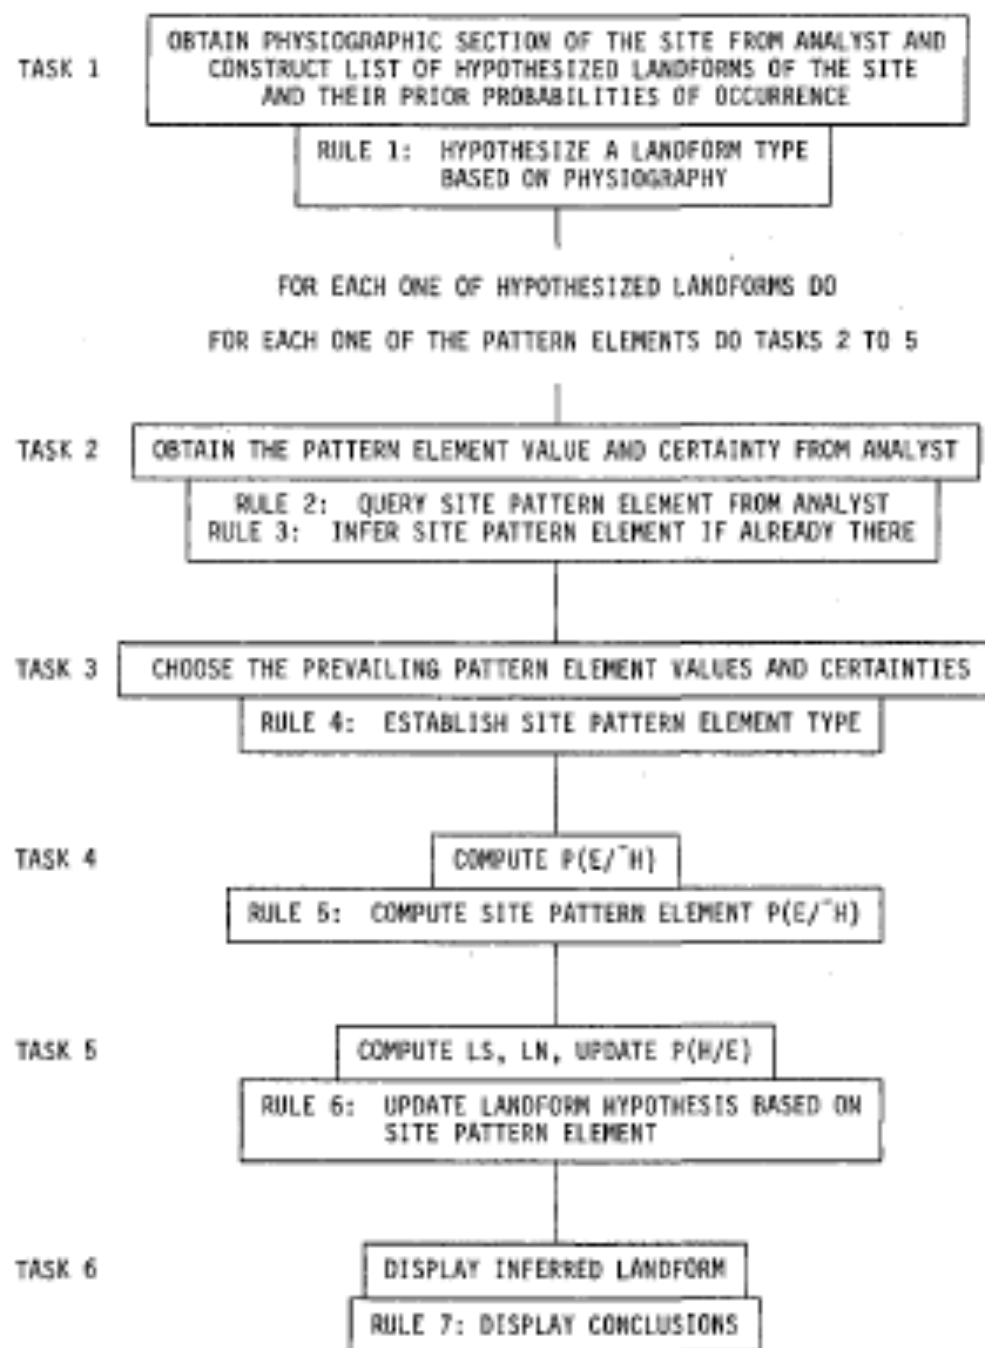 OBTAIN PHYSIOGRAPHIC SECTION OF THE SITE FROM ANALYST AND
TASK 1
CONSTRUCT LIST OF HYPOTHESIZED LANDFORMS OF THE SITE
AND THEIR PRIOR PROBABILITIES OF OCCURRENCE
RULE 1: HYPOTHESIZE A LANDFORM TYPE
BASED ON PHYSIOGRAPHY
FOR EACH ONE OF HYPOTHESIZED LANDFORMS DO
FOR EACH ONE OF THE PATTERN ELEMENTS DO TASKS 2 TO 5
TASK 2
OBTAIN THE PATTERN ELEMENT VALUE AND CERTAINTY FROM ANALYST
RULE 2: QUERY SITE PATTERN ELEMENT FROM ANALYST
RULE 3: INFER SITE PATTERN ELEMENT IF ALREADY THERE
TASK 3
CHOOSE THE PREVAILING PATTERN ELEMENT VALUES AND CERTAINTIES
RULE 4: ESTABLISH SITE PATTERN ELEMENT TYPE
TASK 4
COMPUTE P(E/¯H)
RULE 5: COMPUTE SITE PATTERN ELEMENT P(E/¯H)
TASK 5
COMPUTE LS, LN, UPDATE P(H/E)
RULE 6: UPDATE LANDFORM HYPOTHESIS BASED ON
SITE PATTERN ELEMENT
TASK 6
DISPLAY INFERRED LANDFORM
RULE 7: DISPLAY CONCLUSIONS